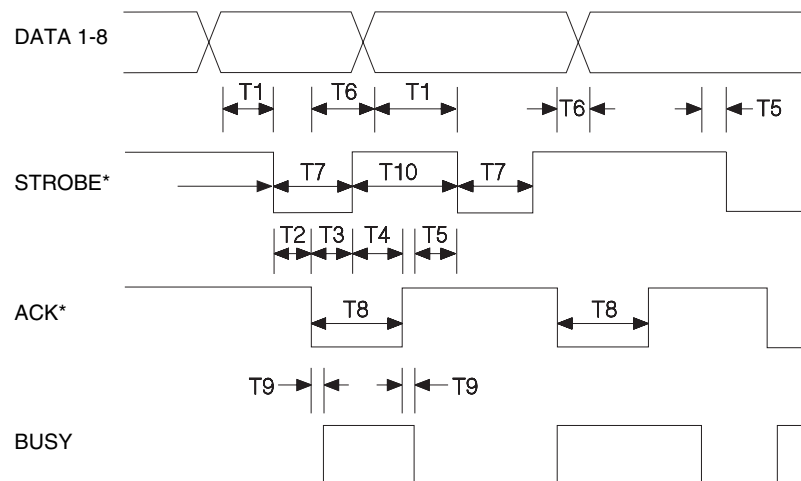 DATA 1-8
T1 T6 T1 T6 T5
STROBE*
T7 T10 T7
T2 T3 T4 T5
ACK*
T8 T8
T9 T9
BUSY